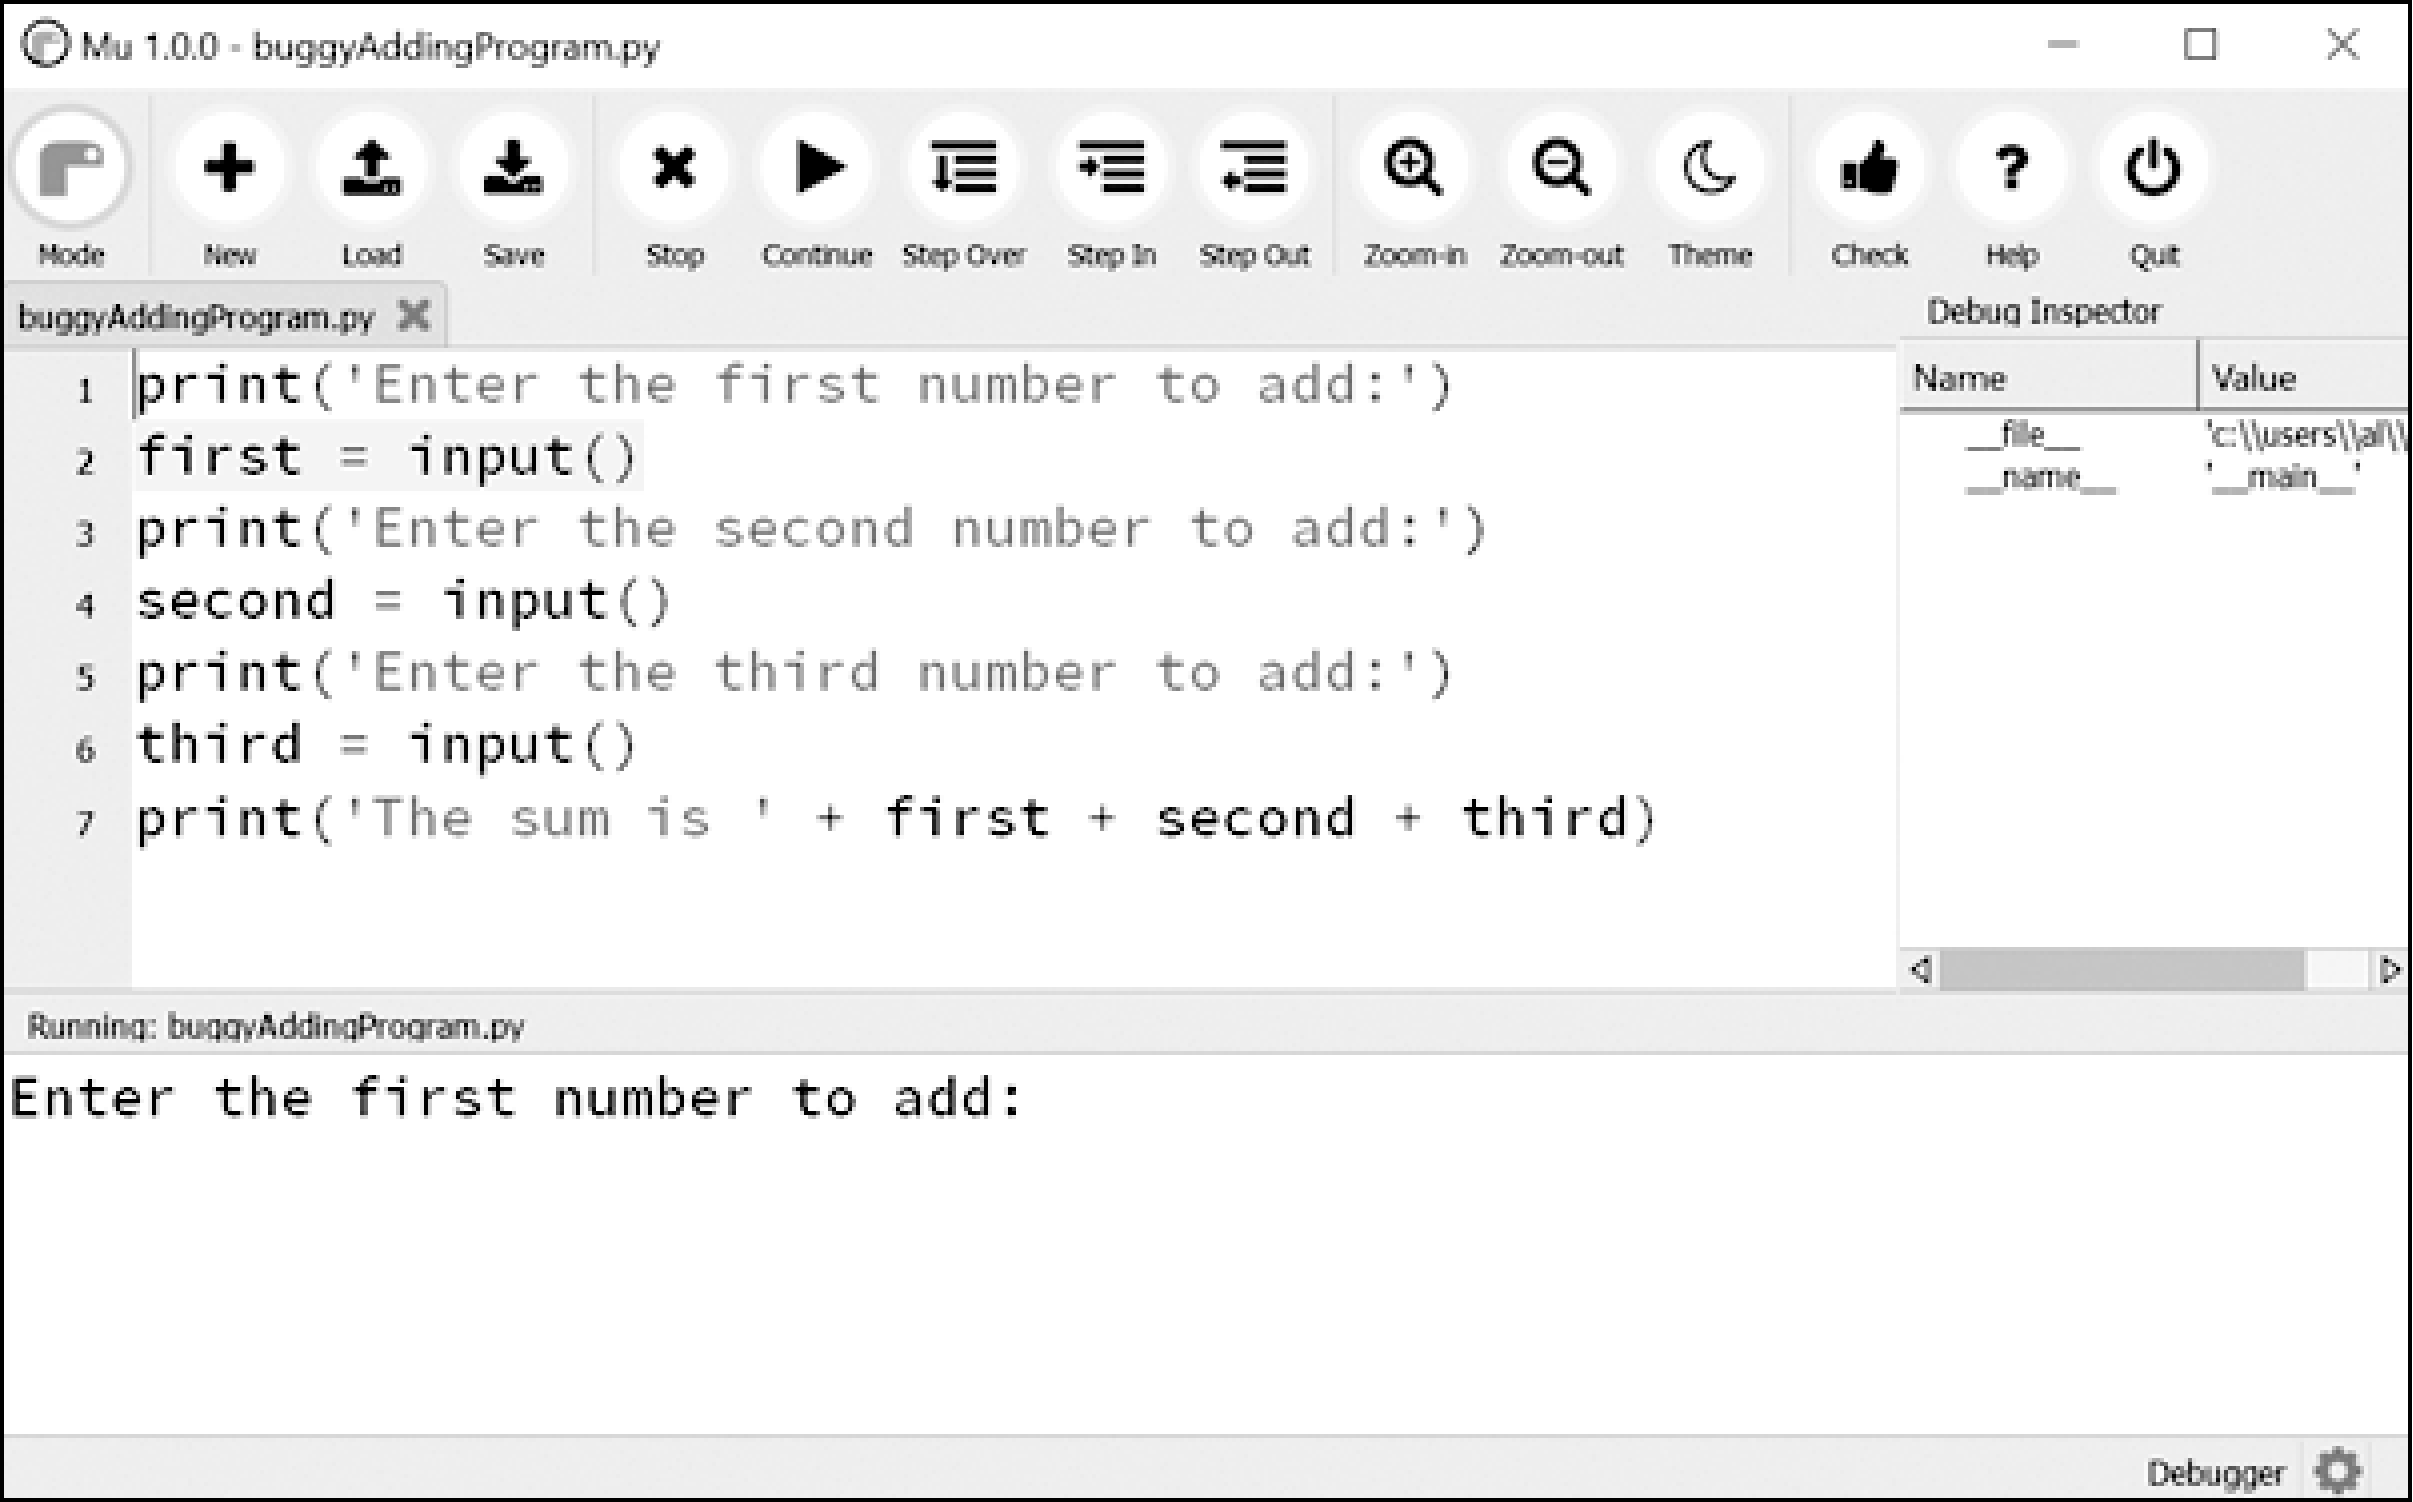 Mu 1.0.0 - buggyAddingProgram.py
Mode New Load Save Stop Continue Step Over Step In Step Out Zoom-in Zoom-out Theme Check Help Quit
buggyAddingProgram.py
1 print('Enter the first number to add:')
2 first = input()
3 print('Enter the second number to add:')
4 second = input()
5 print('Enter the third number to add:')
6 third = input()
7 print('The sum is ' + first + second + third)
Debug Inspector
Name Value
__file__ 'c:\\users\\al\\
__name__ '__main__'
Running: buggyAddingProgram.py
Enter the first number to add:
Debugger